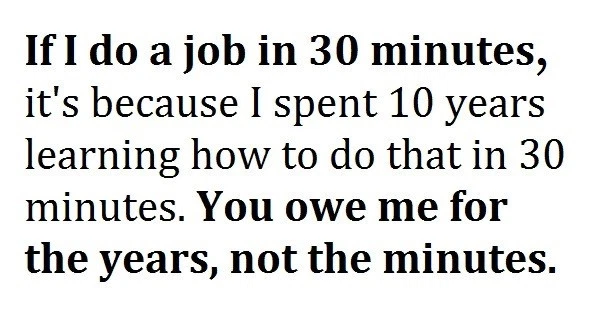 If I do a job in 30 minutes,
it's because I spent 10 years
learning how to do that in 30
minutes. You owe me for
the years, not the minutes.